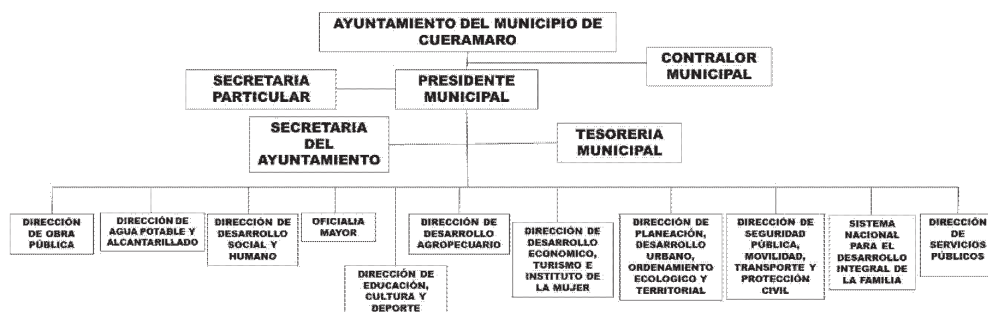 AYUNTAMIENTO DEL MUNICIPIO DE
CUERAMARO
CONTRALOR
MUNICIPAL
SECRETARIA
PARTICULAR
PRESIDENTE
MUNICIPAL
SECRETARIA
DEL
AYUNTAMIENTO
TESORERIA
MUNICIPAL
DIRECCIÓN
DE OBRA
PÚBLICA
DIRECCIÓN DE
AGUA POTABLE Y
ALCANTARILLADO
DIRECCIÓN DE
DESARROLLO
SOCIAL Y
HUMANO
OFICIALIA
MAYOR
DIRECCIÓN DE
EDUCACIÓN,
CULTURA Y
DEPORTE
DIRECCIÓN DE
DESARROLLO
AGROPECUARIO
DIRECCIÓN DE
DESARROLLO
ECONOMICO,
TURISMO E
INSTITUTO DE
LA MUJER
DIRECCIÓN DE
PLANEACIÓN,
DESARROLLO
URBANO,
ORDENAMIENTO
ECOLOGICO Y
TERRITORIAL
DIRECCIÓN DE
SEGURIDAD
PÚBLICA,
MOVILIDAD,
TRANSPORTE Y
PROTECCIÓN
CIVIL
SISTEMA
NACIONAL
PARA EL
DESARROLLO
INTEGRAL DE
LA FAMILIA
DIRECCIÓN
DE
SERVICIOS
PÚBLICOS